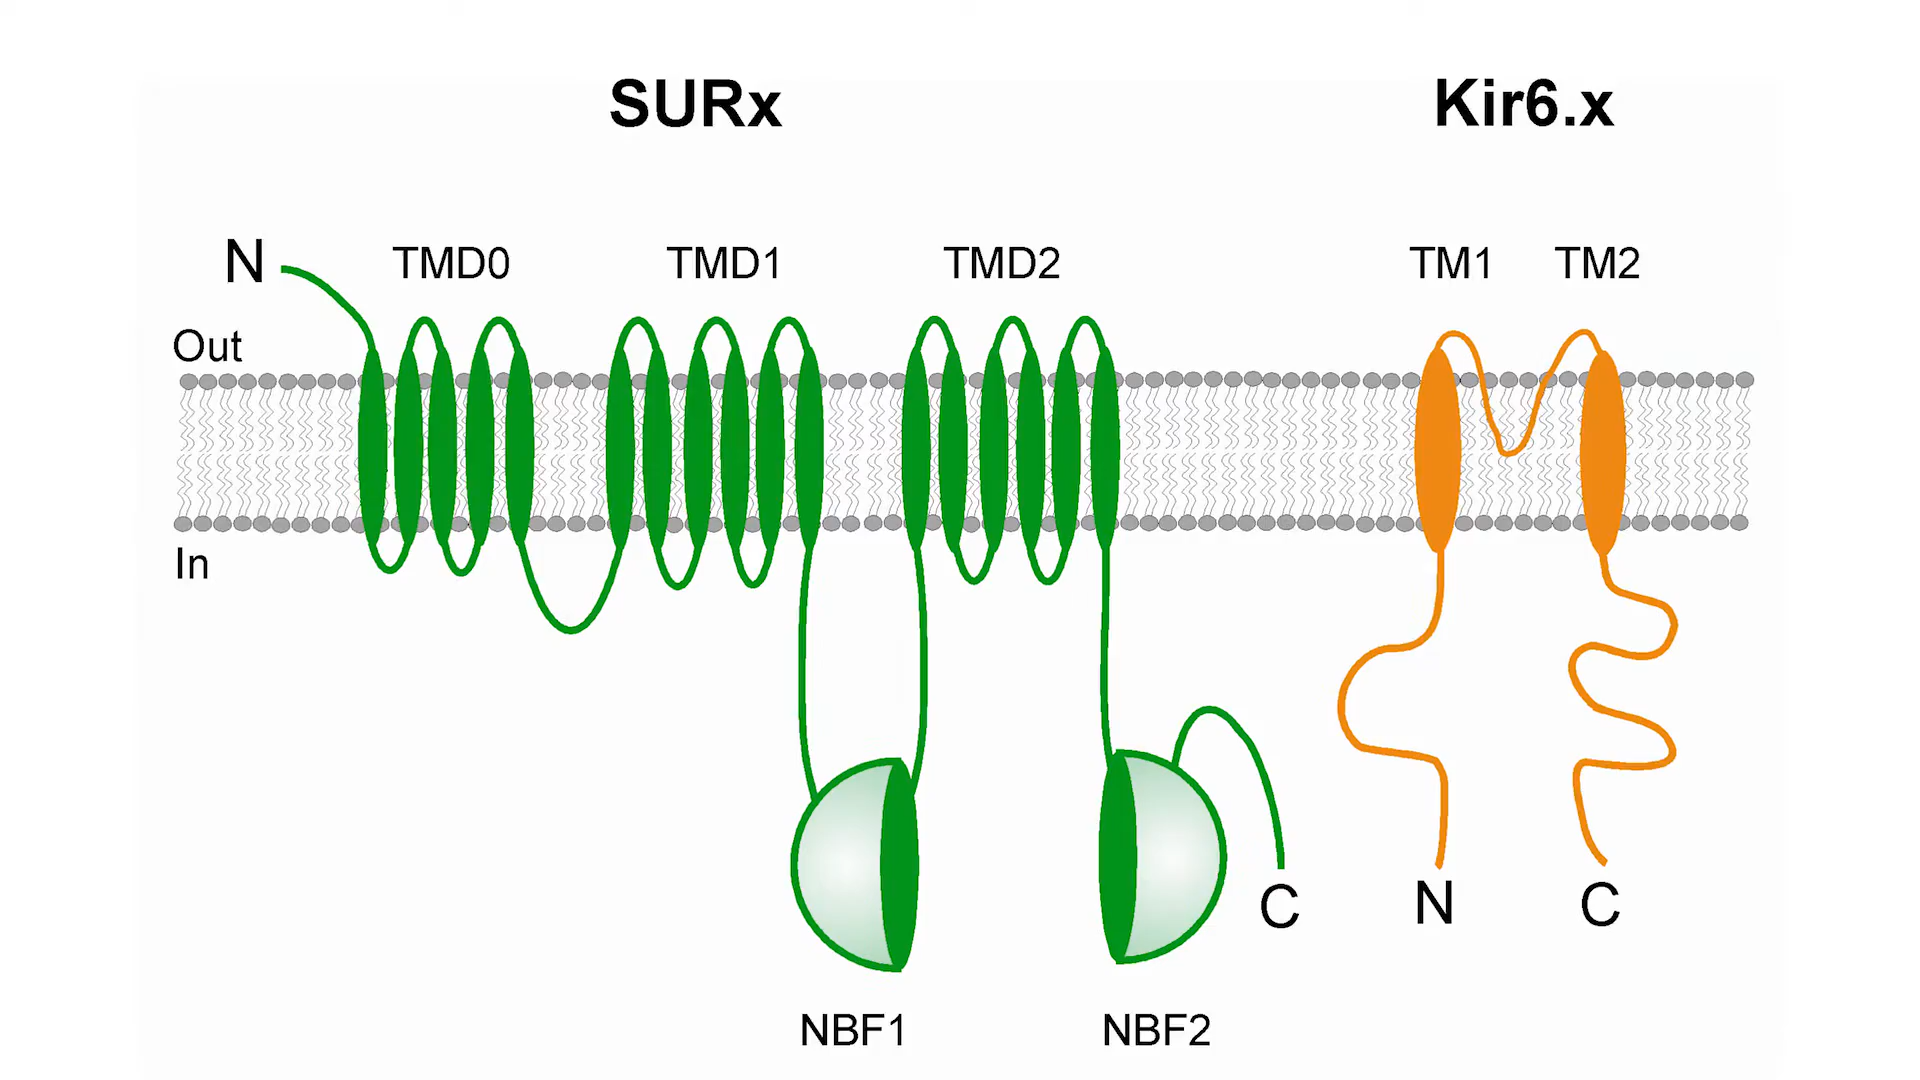 SURx
Kir6.x
N
TMD0
TMD1
TMD2
TM1
TM2
Out
In
C
N
C
NBF1
NBF2